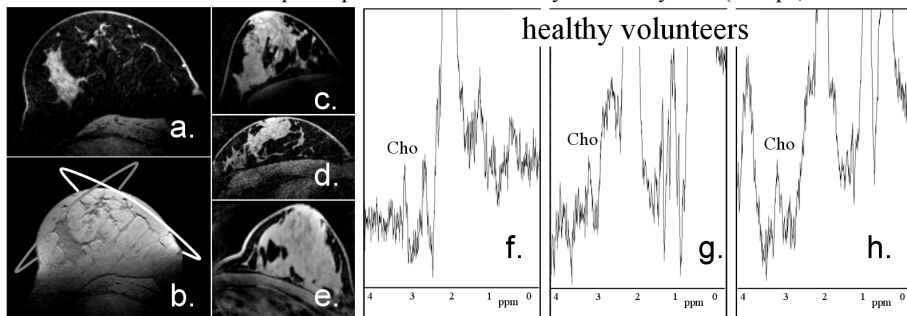 healthy volunteers
a.
b.
c.
d.
e.
Cho
f.
4 3 2 1 ppm 0
Cho
g.
4 3 2 1 ppm 0
Cho
h.
4 3 2 1 ppm 0